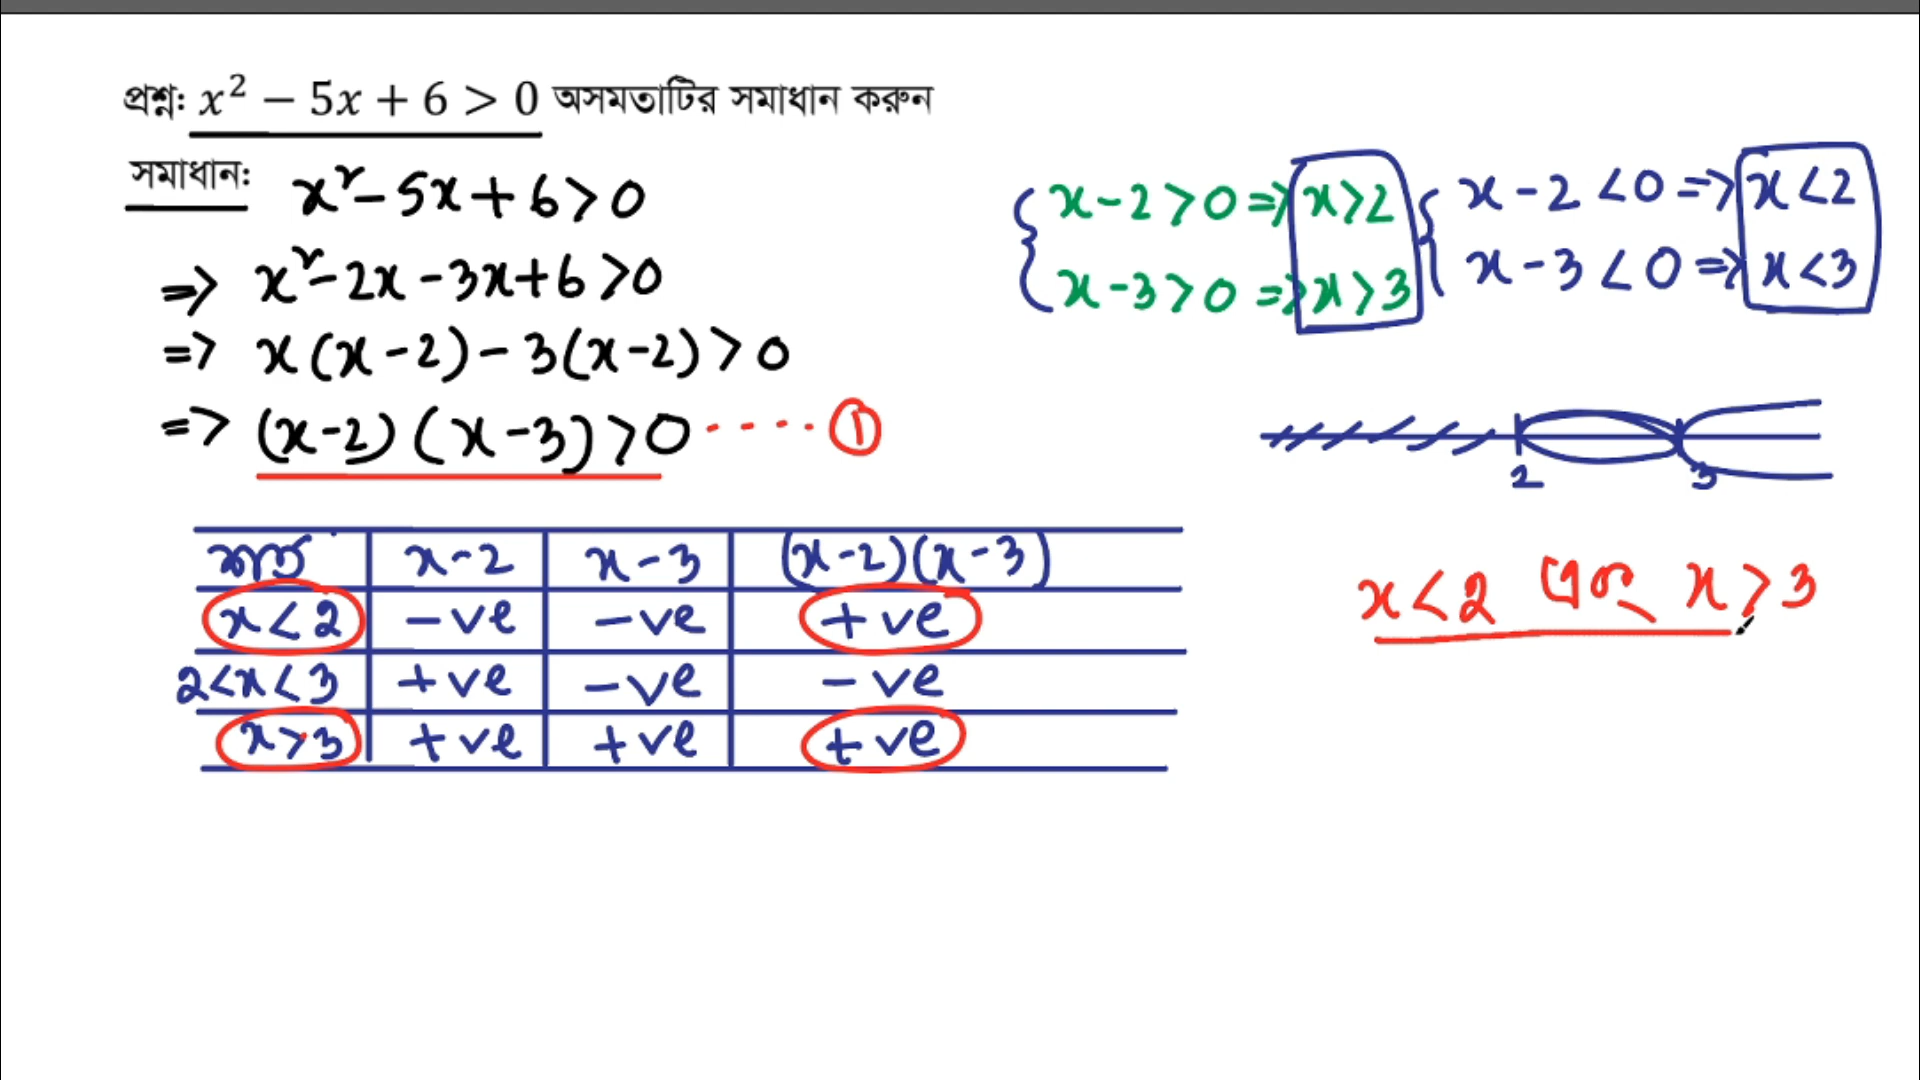 প্রশ্নঃ x² − 5x + 6 > 0 অসমতাটির সমাধান করুন
সমাধানঃ x² - 5x + 6 > 0
=> x² - 2x - 3x + 6 > 0
=> x(x-2) - 3(x-2) > 0
=> (x-2)(x-3) > 0 ····· ①
x-2 > 0 => x > 2
x-3 > 0 => x > 3
x-2 < 0 => x < 2
x-3 < 0 => x < 3
2 3
শর্ত x-2 x-3 (x-2)(x-3)
x < 2 -ve -ve +ve
2 < x < 3 +ve -ve -ve
x > 3 +ve +ve +ve
x < 2 এবং x > 3